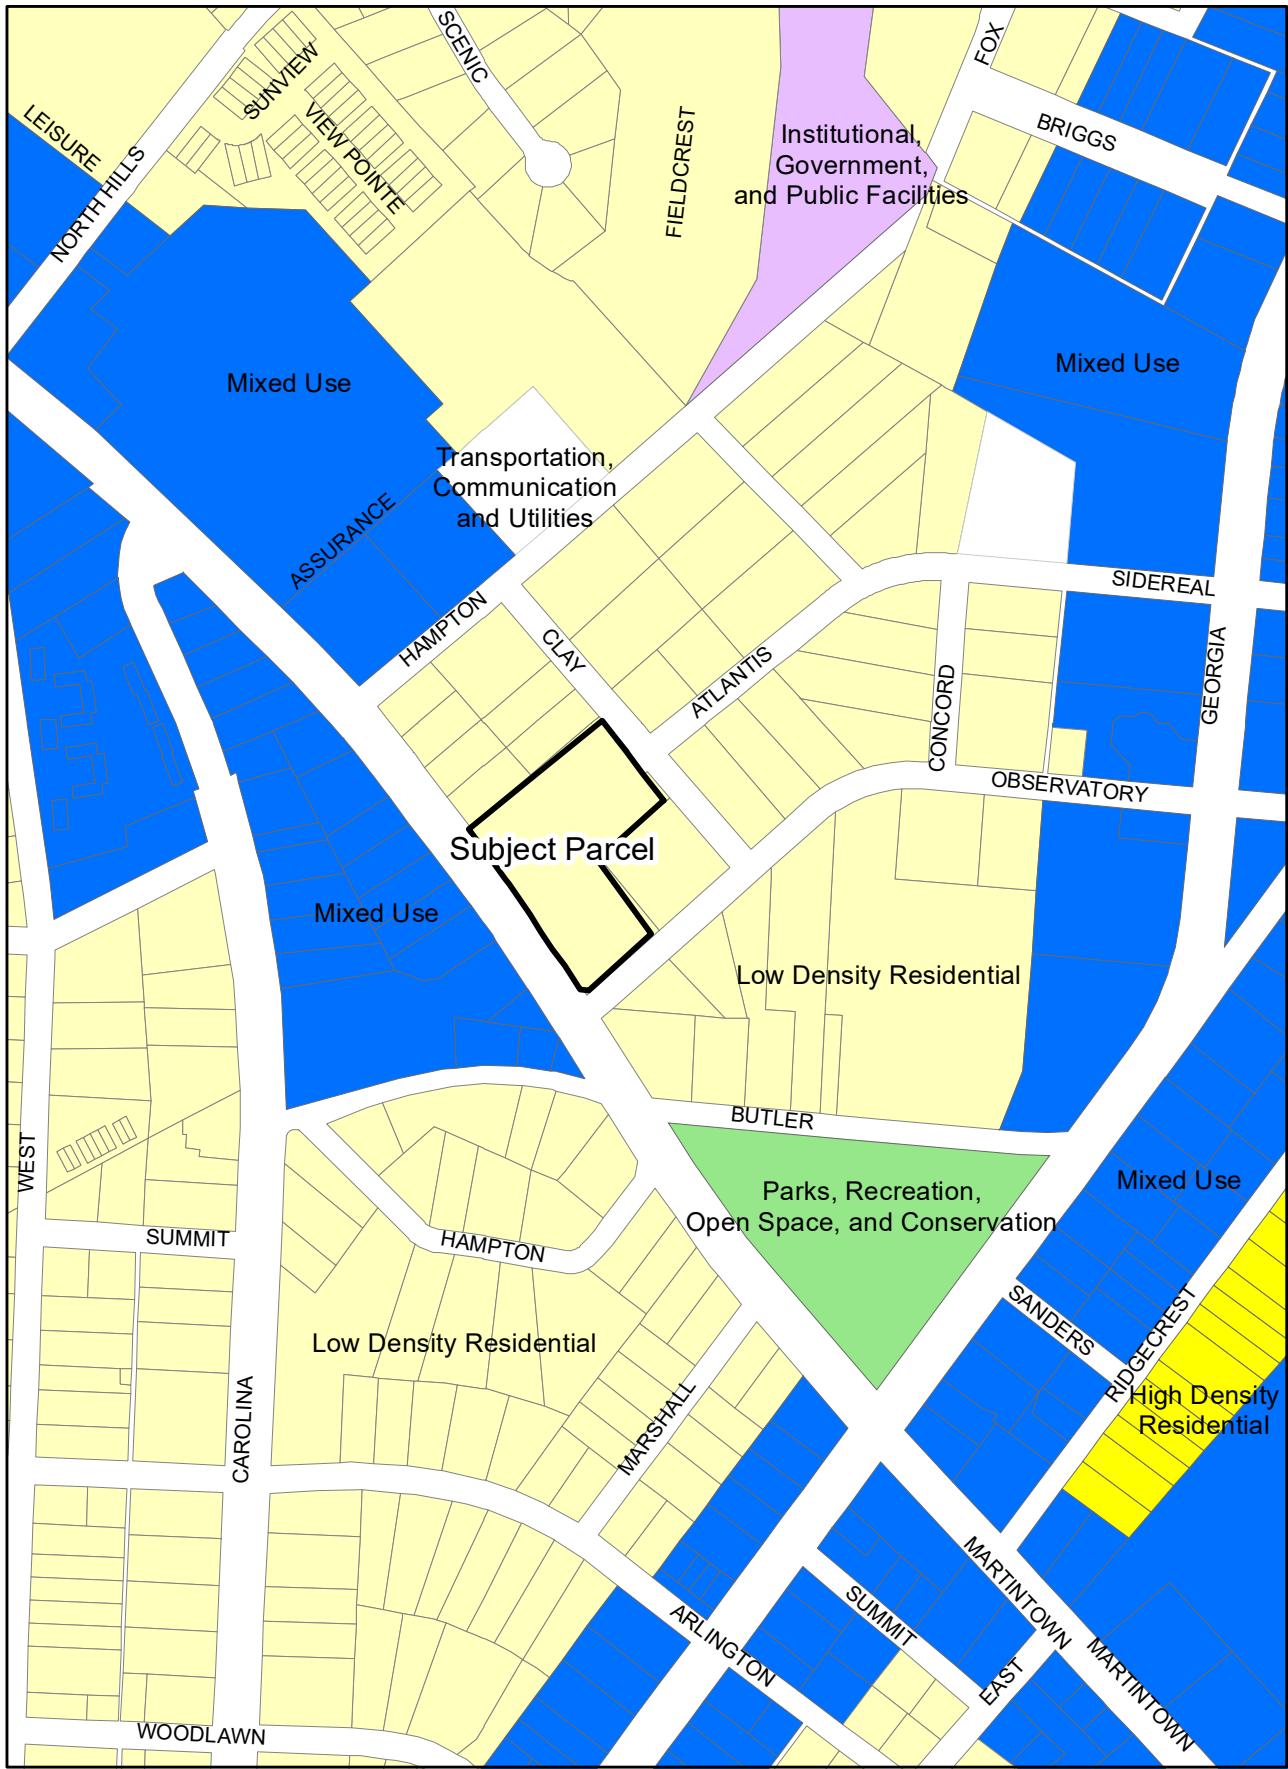 SCENIC
FOX
SUNVIEW
LEISURE
VIEW POINTE
FIELDCREST
Institutional,
Government,
and Public Facilities
BRIGGS
NORTH HILLS
Mixed Use
Mixed Use
Transportation,
Communication
and Utilities
ASSURANCE
SIDEREAL
HAMPTON
CLAY
ATLANTIS
CONCORD
GEORGIA
OBSERVATORY
Subject Parcel
Mixed Use
Low Density Residential
BUTLER
WEST
Parks, Recreation,
Open Space, and Conservation
Mixed Use
SUMMIT
HAMPTON
Low Density Residential
SANDERS
RIDGECREST
High Density
Residential
CAROLINA
MARSHALL
MARTINTOWN
SUMMIT
ARLINGTON
EAST
MARTINTOWN
WOODLAWN